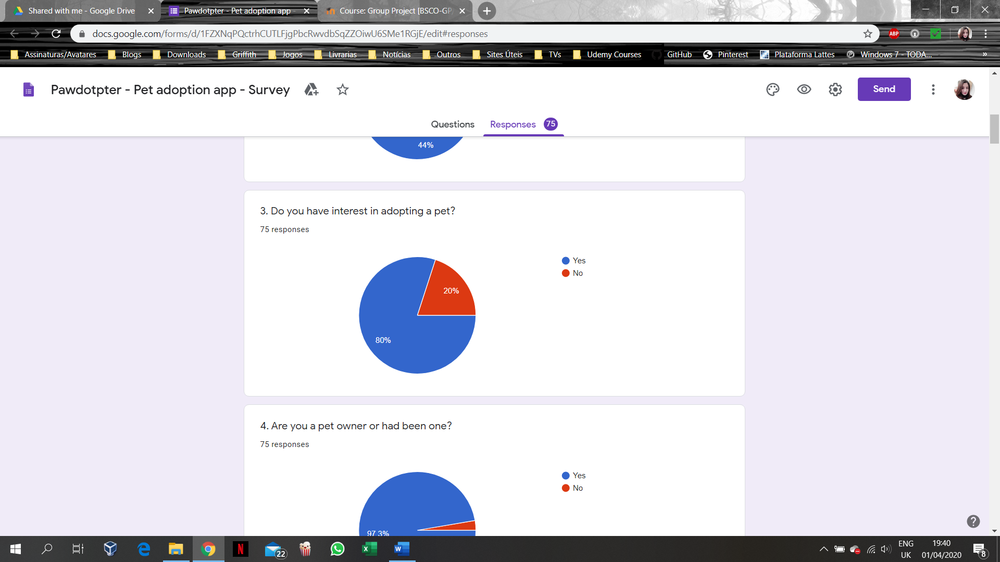 Shared with me - Google Drive
Pawdotpter - Pet adoption app -
Course: Group Project [BSCO-GP
docs.google.com/forms/d/1FZXNqPQctrhCUTLFjgPbcRwvdbSqZZOiwU6SMe1RGjE/edit#responses
ABP
Assinaturas/Avatares Blogs Downloads Griffith Jogos Livrarias Notícias Outros Sites Úteis TVs Udemy Courses GitHub Pinterest Plataforma Lattes Windows 7 - TODA... »
Pawdotpter - Pet adoption app - Survey
Send
Questions Responses 75
44%
3. Do you have interest in adopting a pet?
75 responses
Yes
No
20%
80%
4. Are you a pet owner or had been one?
75 responses
Yes
No
97.3%
ENG
UK
19:40
01/04/2020
22
8